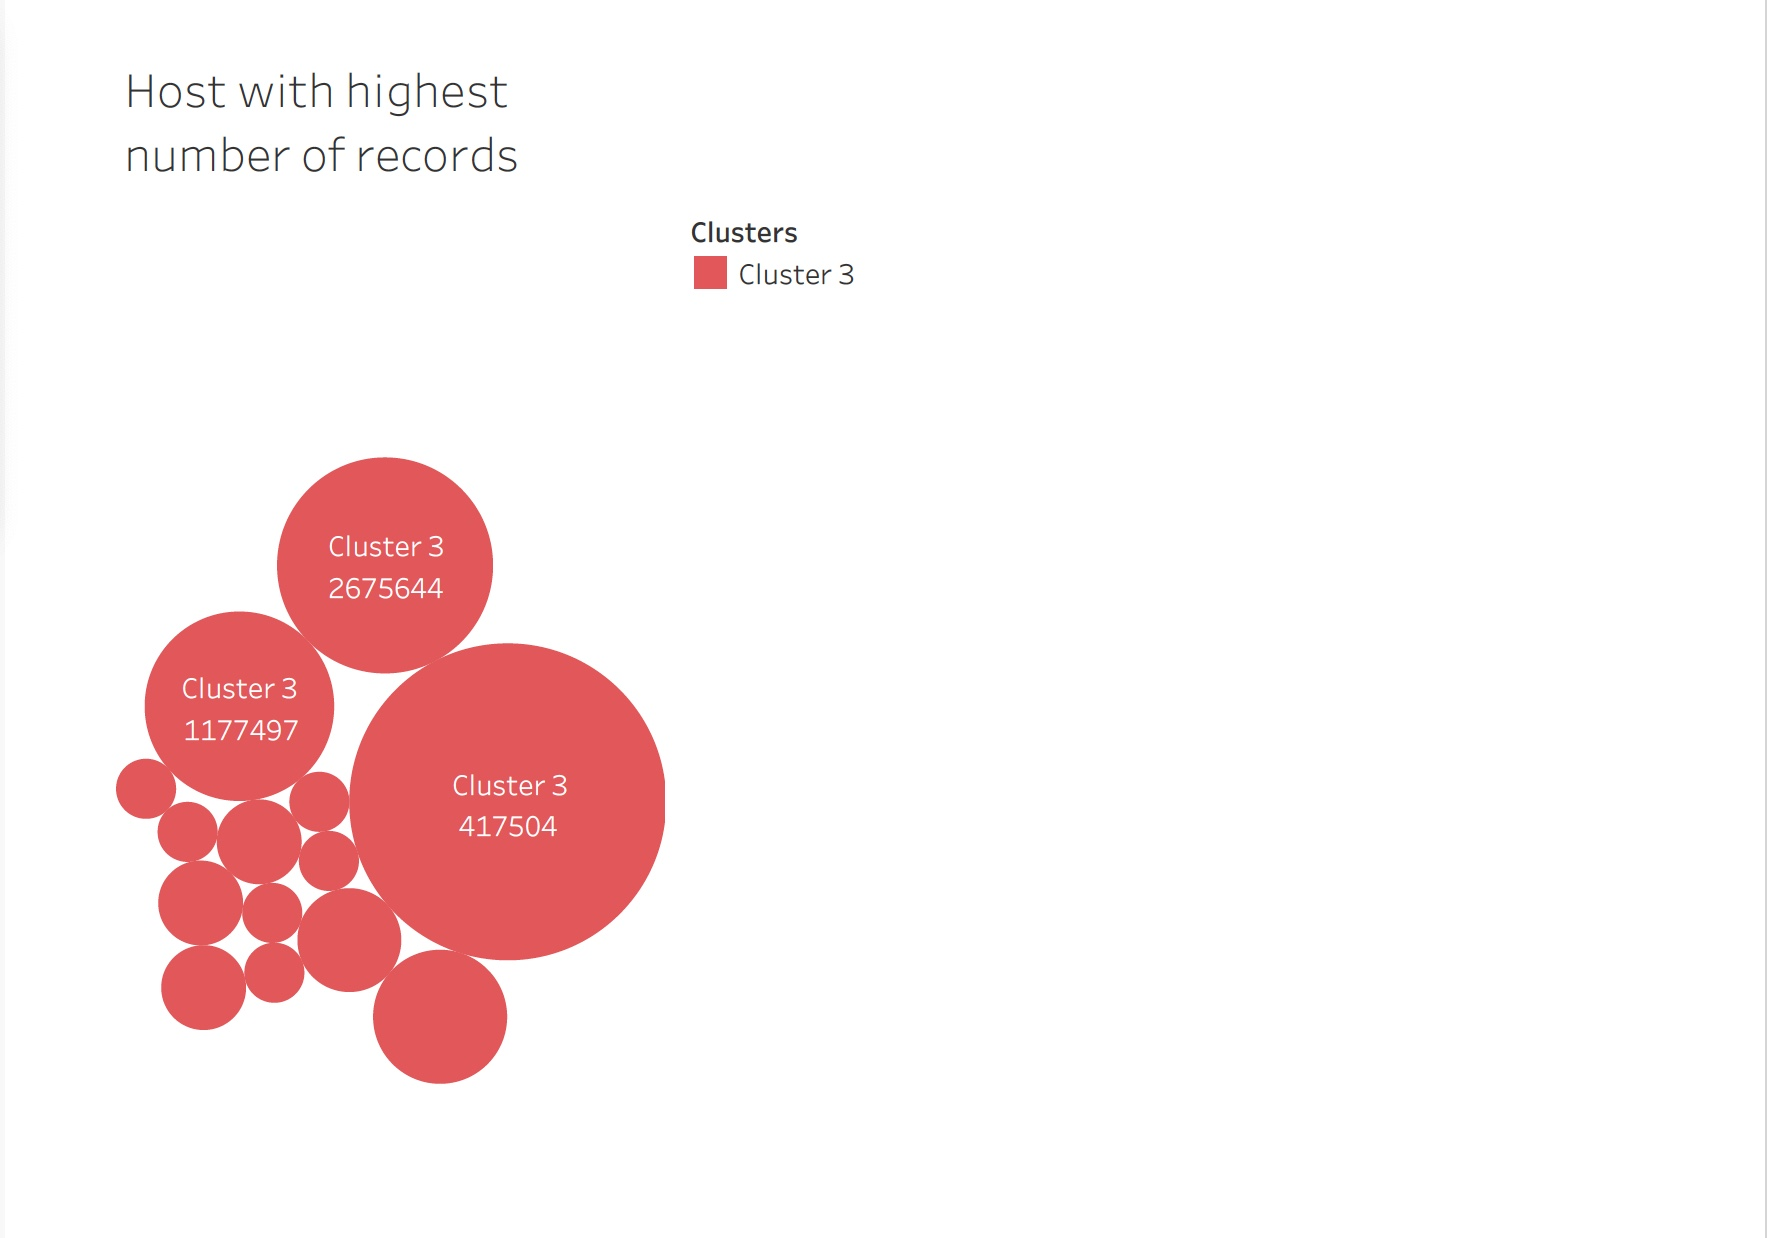 Host with highest
number of records
Clusters
Cluster 3
Cluster 3
2675644
Cluster 3
1177497
Cluster 3
417504